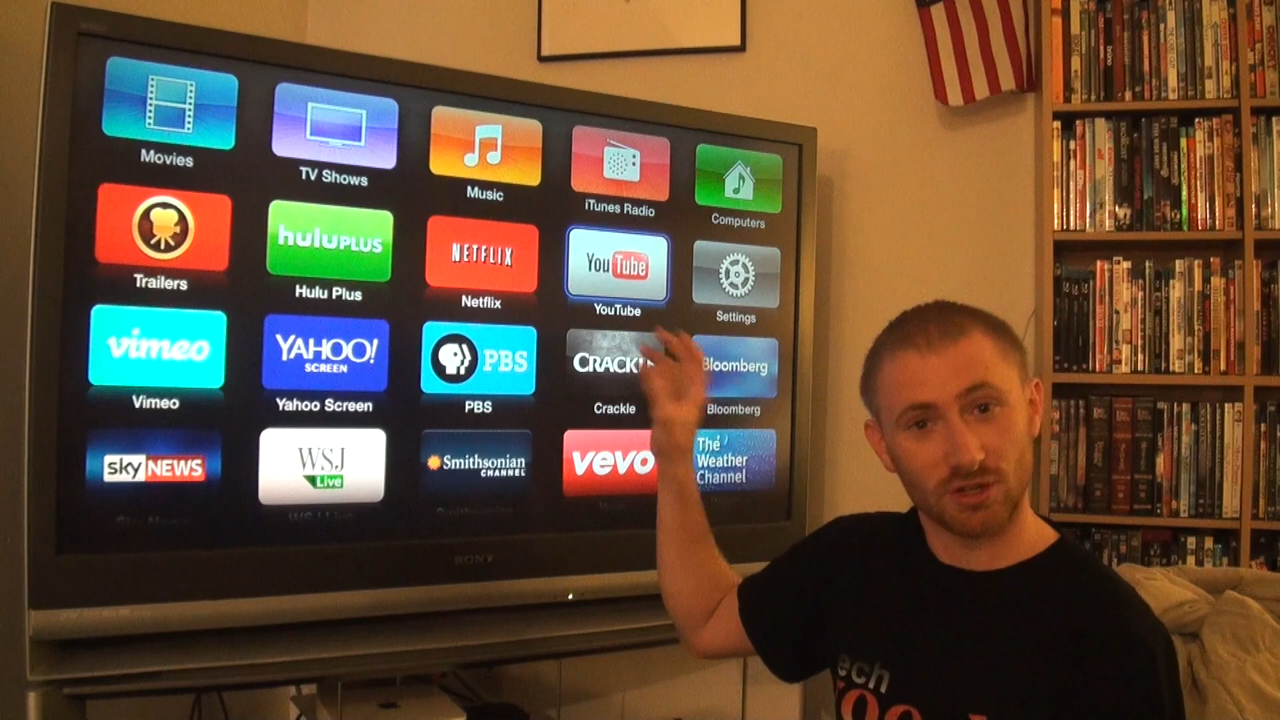 Movies
TV Shows
Music
iTunes Radio
Computers
Trailers
huluPLUS
Hulu Plus
NETFLIX
Netflix
YouTube
YouTube
Settings
vimeo
Vimeo
YAHOO!
SCREEN
Yahoo Screen
PBS
PBS
Crackle
Bloomberg
Bloomberg
sky NEWS
WSJ
Live
Smithsonian
CHANNEL
vevo
The
Weather
Channel
SONY
ech